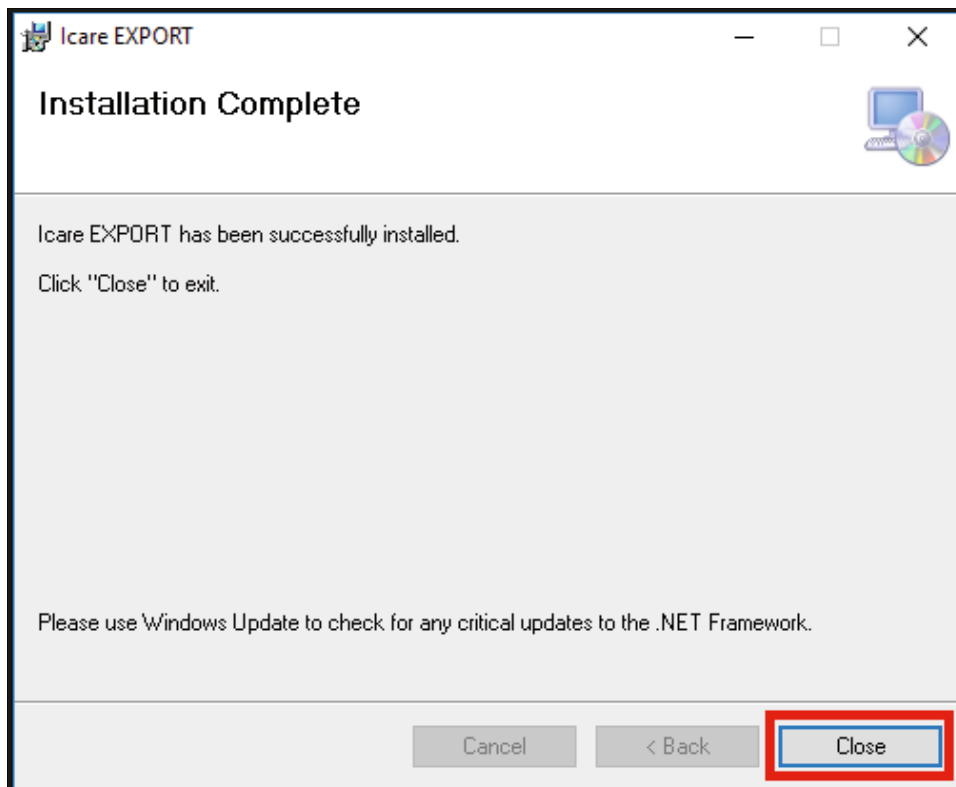 Icare EXPORT
Installation Complete
Icare EXPORT has been successfully installed.
Click "Close" to exit.
Please use Windows Update to check for any critical updates to the .NET Framework.
Cancel
< Back
Close